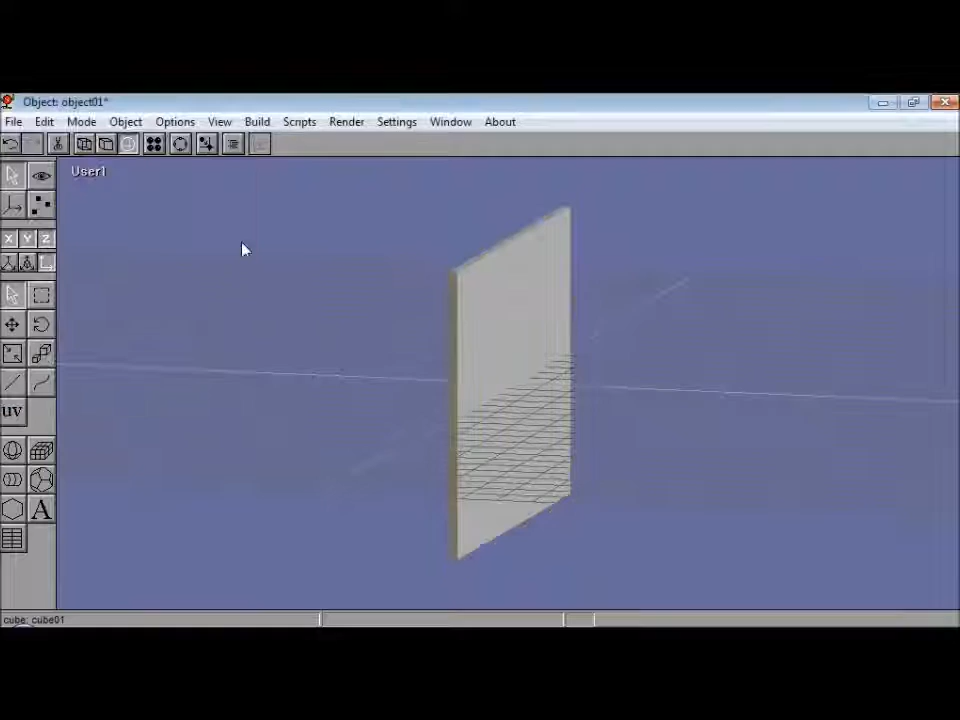 Object: object01*
File Edit Mode Object Options View Build Scripts Render Settings Window About
User1
X Y Z
uv
A
cube: cube01